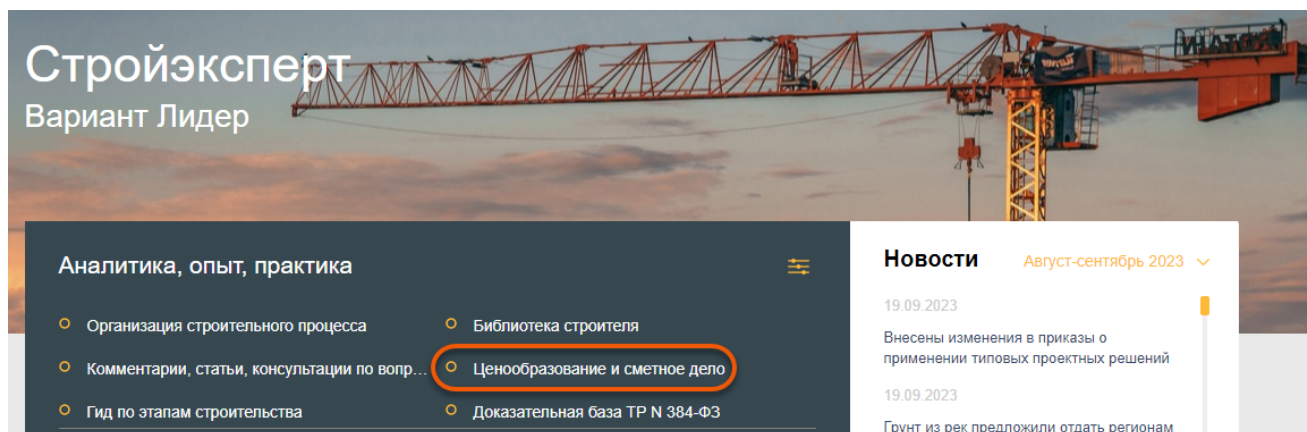 Стройэксперт
Вариант Лидер
Аналитика, опыт, практика
Организация строительного процесса
Комментарии, статьи, консультации по вопр...
Гид по этапам строительства
Библиотека строителя
Ценообразование и сметное дело
Доказательная база ТР N 384-ФЗ
Новости
Август-сентябрь 2023
19.09.2023
Внесены изменения в приказы о
применении типовых проектных решений
19.09.2023
Грунт из рек предложили отдать регионам